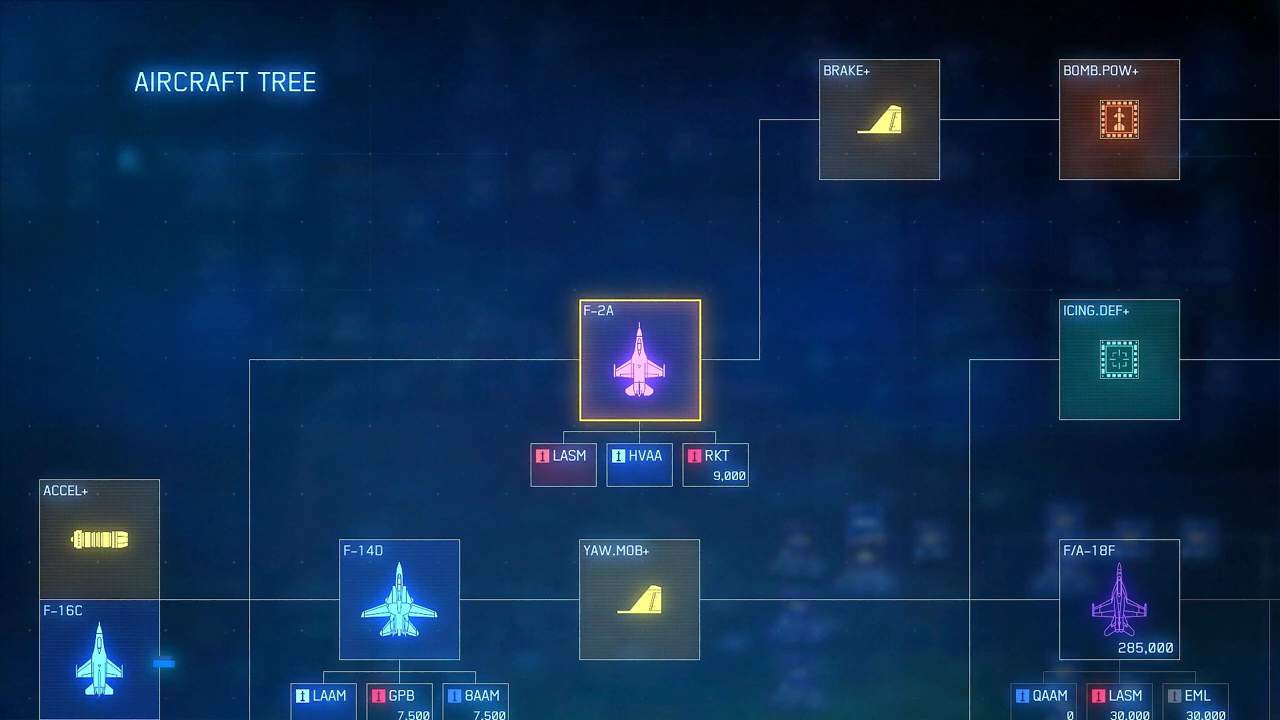 AIRCRAFT TREE
BRAKE+
BOMB.POW+
F-2A
ICING.DEF+
LASM
HVAA
RKT
9,000
ACCEL+
F-14D
YAW.MOB+
F/A-18F
285,000
F-16C
LAAM
GPB
7,500
8AAM
7,500
QAAM
0
LASM
30,000
EML
30,000